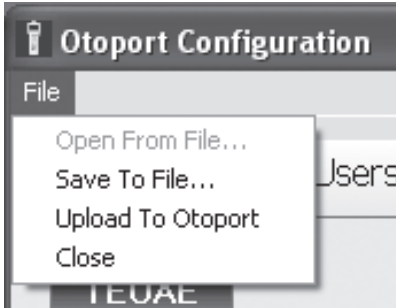 Otoport Configuration
File
Open From File...
Save To File...
Upload To Otoport
Close
Users
TEOAE